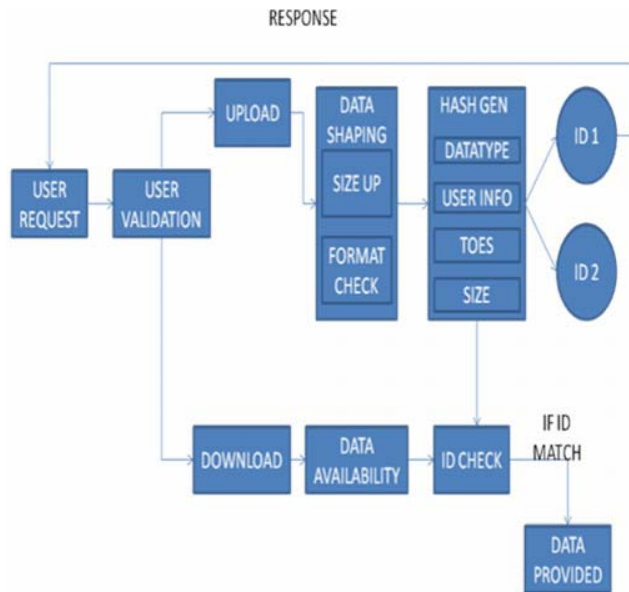 RESPONSE
UPLOAD
DATA
SHAPING
SIZE UP
FORMAT
CHECK
HASH GEN
DATATYPE
USER INFO
TOES
SIZE
ID 1
ID 2
USER
REQUEST
USER
VALIDATION
DOWNLOAD
DATA
AVAILABILITY
ID CHECK
IF ID
MATCH
DATA
PROVIDED